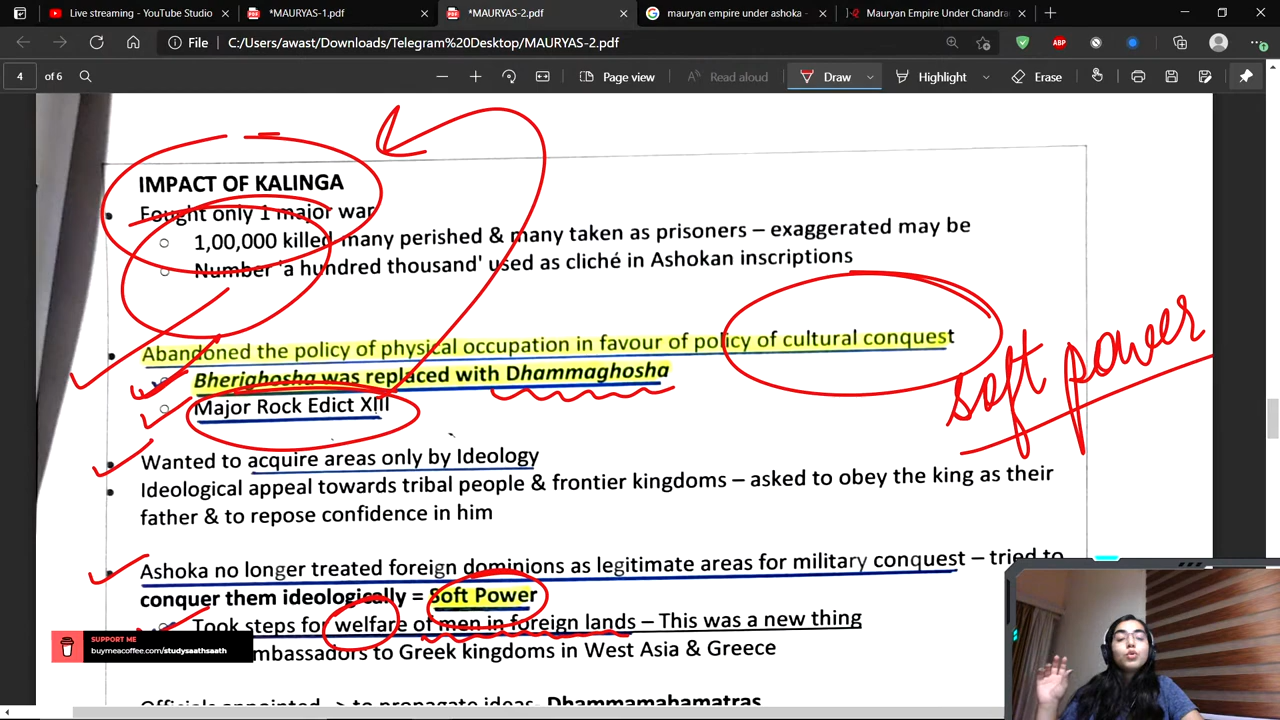 Live streaming - YouTube Studio
*MAURYAS-1.pdf
*MAURYAS-2.pdf
mauryan empire under ashoka -
Mauryan Empire Under Chandra
File
C:/Users/awast/Downloads/Telegram%20Desktop/MAURYAS-2.pdf
4 of 6
Page view
Read aloud
Draw
Highlight
Erase
IMPACT OF KALINGA
Fought only 1 major war
1,00,000 killed many perished & many taken as prisoners – exaggerated may be
Number 'a hundred thousand' used as cliché in Ashokan inscriptions
Abandoned the policy of physical occupation in favour of policy of cultural conquest
Bherighosha was replaced with Dhammaghosha
Major Rock Edict XIII
soft power
Wanted to acquire areas only by Ideology
Ideological appeal towards tribal people & frontier kingdoms – asked to obey the king as their
father & to repose confidence in him
Ashoka no longer treated foreign dominions as legitimate areas for military conquest – tried to
conquer them ideologically = Soft Power
Took steps for welfare of men in foreign lands – This was a new thing
SUPPORT ME
buymeacoffee.com/studysaathsaath
mbassadors to Greek kingdoms in West Asia & Greece
Officials appointed -> to propagate ideas- Dhammamahamatras